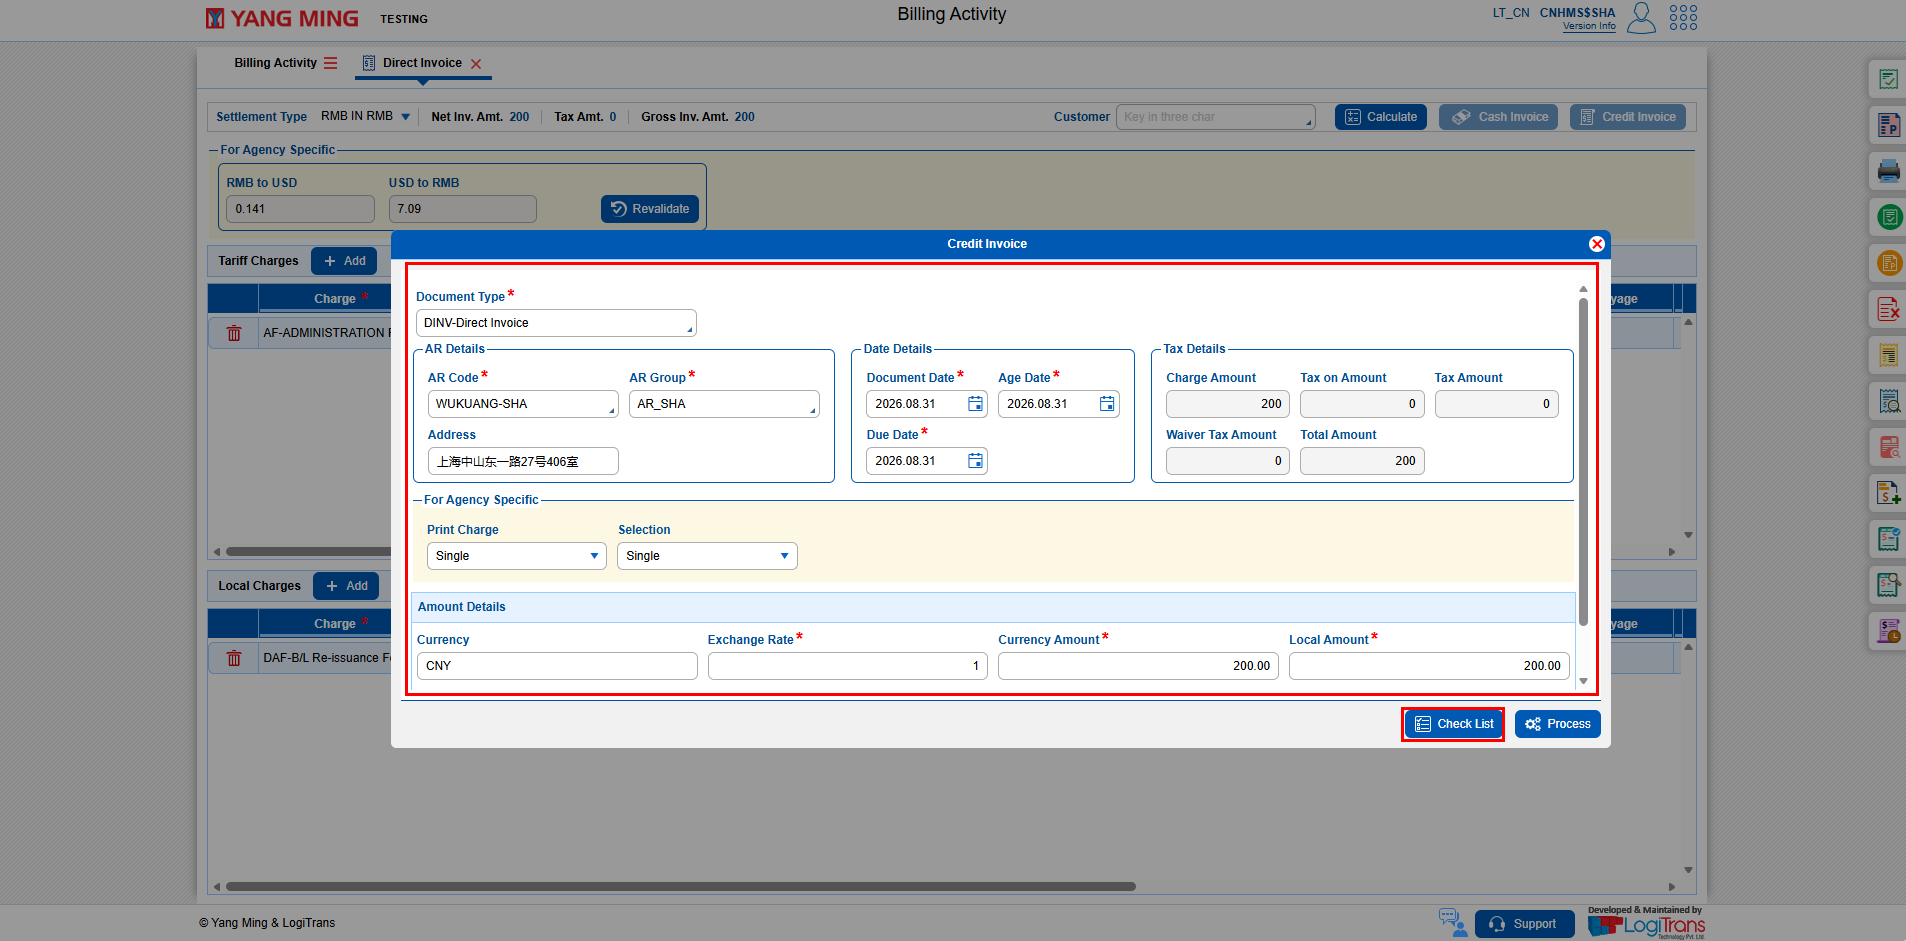 YANG MING TESTING
Billing Activity
LT_CN CNHMS$SHA
Version Info
Billing Activity Direct Invoice
Settlement Type RMB IN RMB Net Inv. Amt. 200 Tax Amt. 0 Gross Inv. Amt. 200 Customer Key in three char Calculate Cash Invoice Credit Invoice
For Agency Specific
RMB to USD USD to RMB
0.141 7.09 Revalidate
Credit Invoice
Tariff Charges + Add
Charge * yage
AF-ADMINISTRATION
Document Type *
DINV-Direct Invoice
AR Details Date Details Tax Details
AR Code * AR Group * Document Date * Age Date * Charge Amount Tax on Amount Tax Amount
WUKUANG-SHA AR_SHA 2026.08.31 2026.08.31 200 0 0
Address Due Date * Waiver Tax Amount Total Amount
上海中山东一路27号406室 2026.08.31 0 200
For Agency Specific
Print Charge Selection
Single Single
Local Charges + Add
Amount Details
Charge * yage
Currency Exchange Rate * Currency Amount * Local Amount *
DAF-B/L Re-issuance
CNY 1 200.00 200.00
Check List Process
© Yang Ming & LogiTrans
Support
Developed & Maintained by
LogiTrans
Technology Pvt. Ltd.